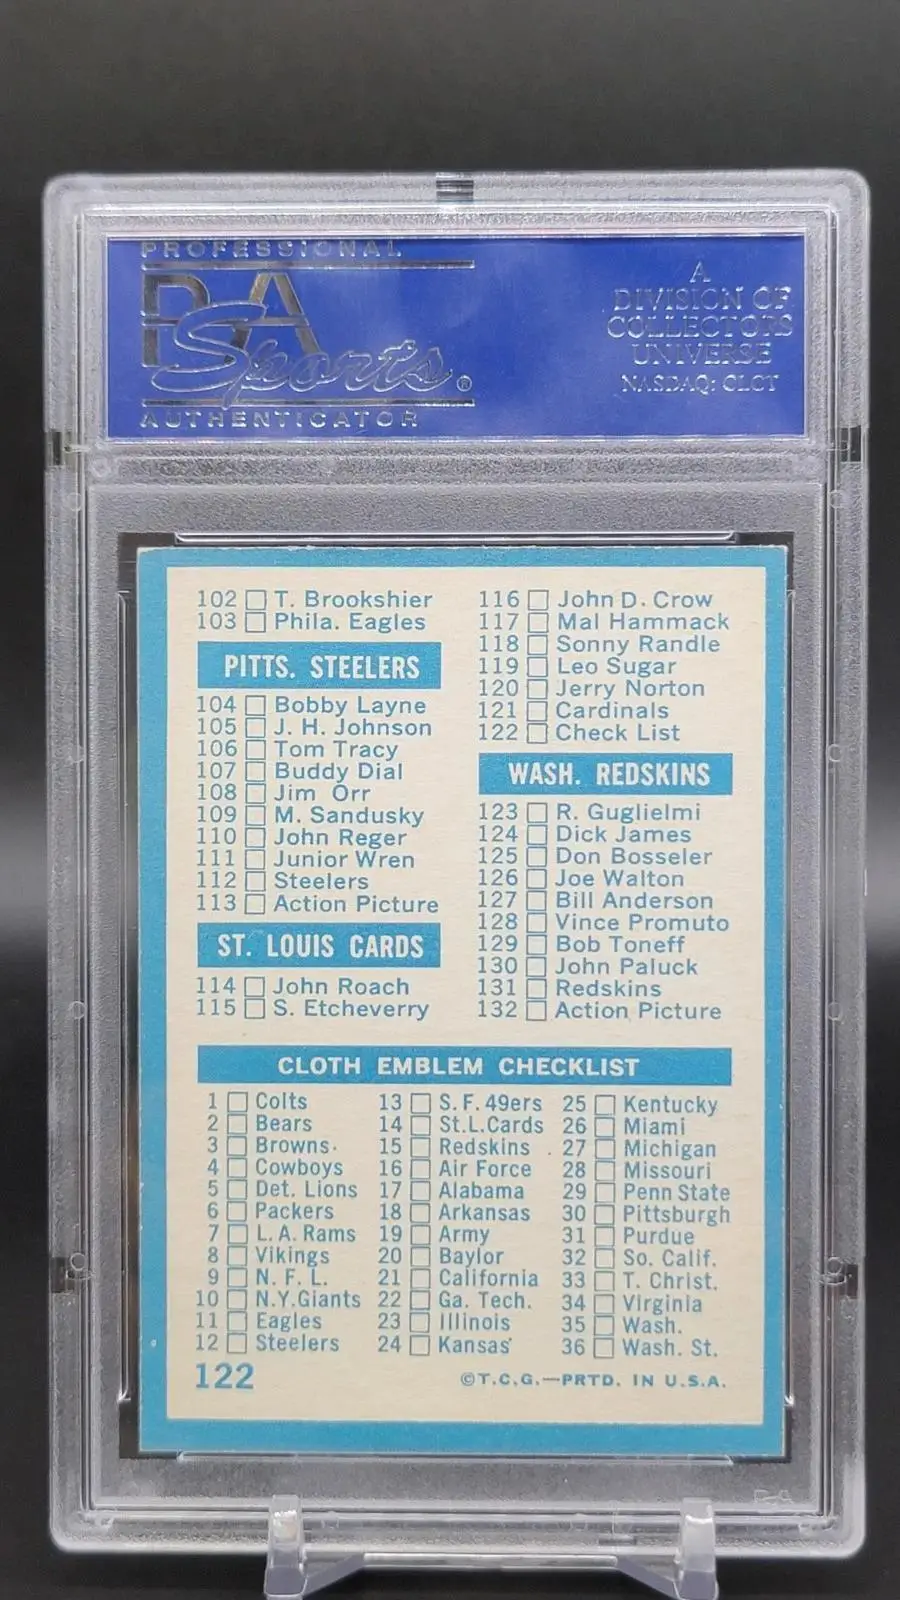 PROFESSIONAL
PSA
Sports®
AUTHENTICATOR
A
DIVISION OF
COLLECTORS
UNIVERSE
NASDAQ: CLCT
102 T. Brookshier
103 Phila. Eagles
PITTS. STEELERS
104 Bobby Layne
105 J. H. Johnson
106 Tom Tracy
107 Buddy Dial
108 Jim Orr
109 M. Sandusky
110 John Reger
111 Junior Wren
112 Steelers
113 Action Picture
ST. LOUIS CARDS
114 John Roach
115 S. Etcheverry
116 John D. Crow
117 Mal Hammack
118 Sonny Randle
119 Leo Sugar
120 Jerry Norton
121 Cardinals
122 Check List
WASH. REDSKINS
123 R. Guglielmi
124 Dick James
125 Don Bosseler
126 Joe Walton
127 Bill Anderson
128 Vince Promuto
129 Bob Toneff
130 John Paluck
131 Redskins
132 Action Picture
CLOTH EMBLEM CHECKLIST
1 Colts
2 Bears
3 Browns
4 Cowboys
5 Det. Lions
6 Packers
7 L.A. Rams
8 Vikings
9 N. F. L.
10 N.Y.Giants
11 Eagles
12 Steelers
13 S.F. 49ers
14 St.L.Cards
15 Redskins
16 Air Force
17 Alabama
18 Arkansas
19 Army
20 Baylor
21 California
22 Ga. Tech.
23 Illinois
24 Kansas
25 Kentucky
26 Miami
27 Michigan
28 Missouri
29 Penn State
30 Pittsburgh
31 Purdue
32 So. Calif.
33 T. Christ.
34 Virginia
35 Wash.
36 Wash. St.
122
©T.C.G.—PRTD. IN U.S.A.